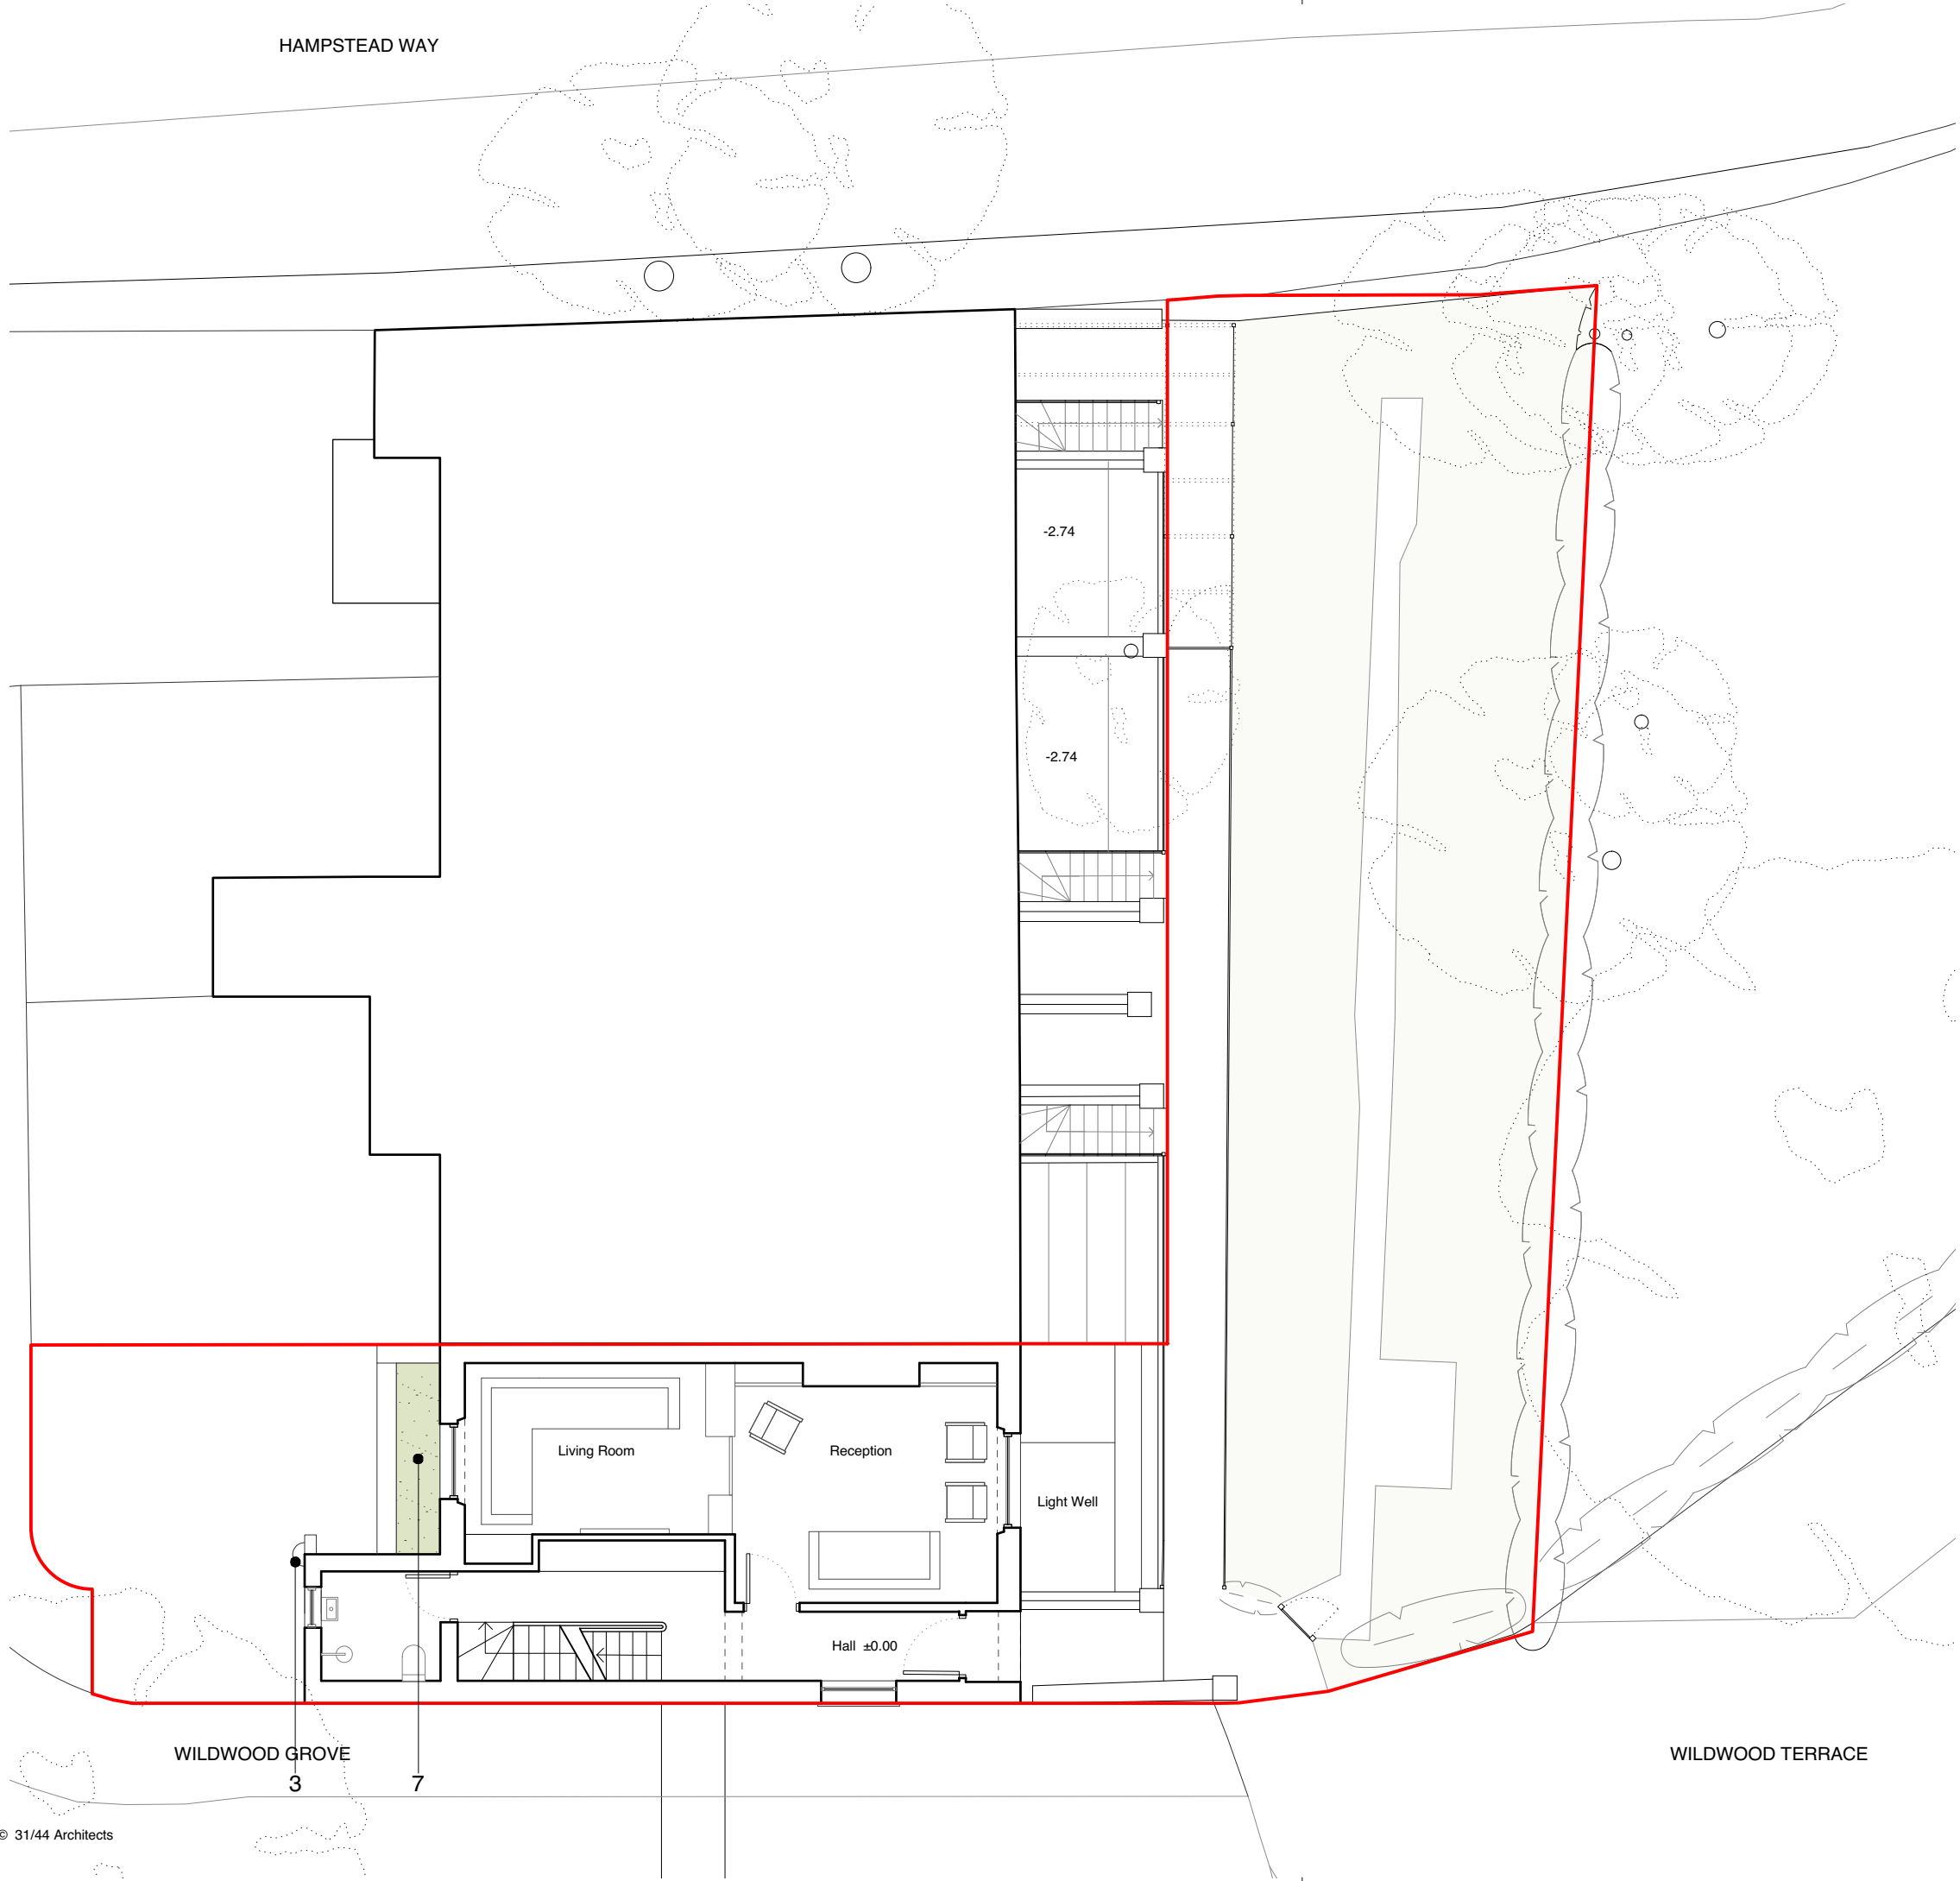 HAMPSTEAD WAY
-2.74
-2.74
Living Room
Reception
Light Well
Hall ±0.00
WILDWOOD GROVE
WILDWOOD TERRACE
3
7
© 31/44 Architects